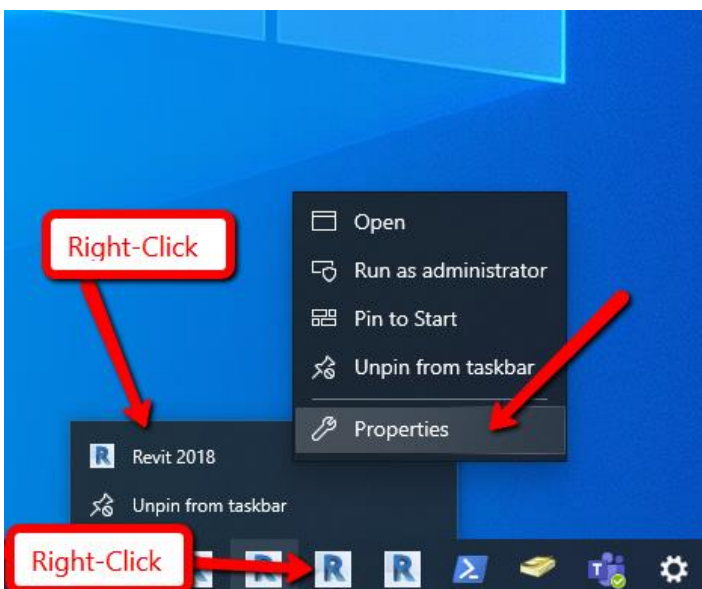 Open
Right-Click
Run as administrator
Pin to Start
Unpin from taskbar
Properties
R Revit 2018
Unpin from taskbar
Right-Click
R R R R
T